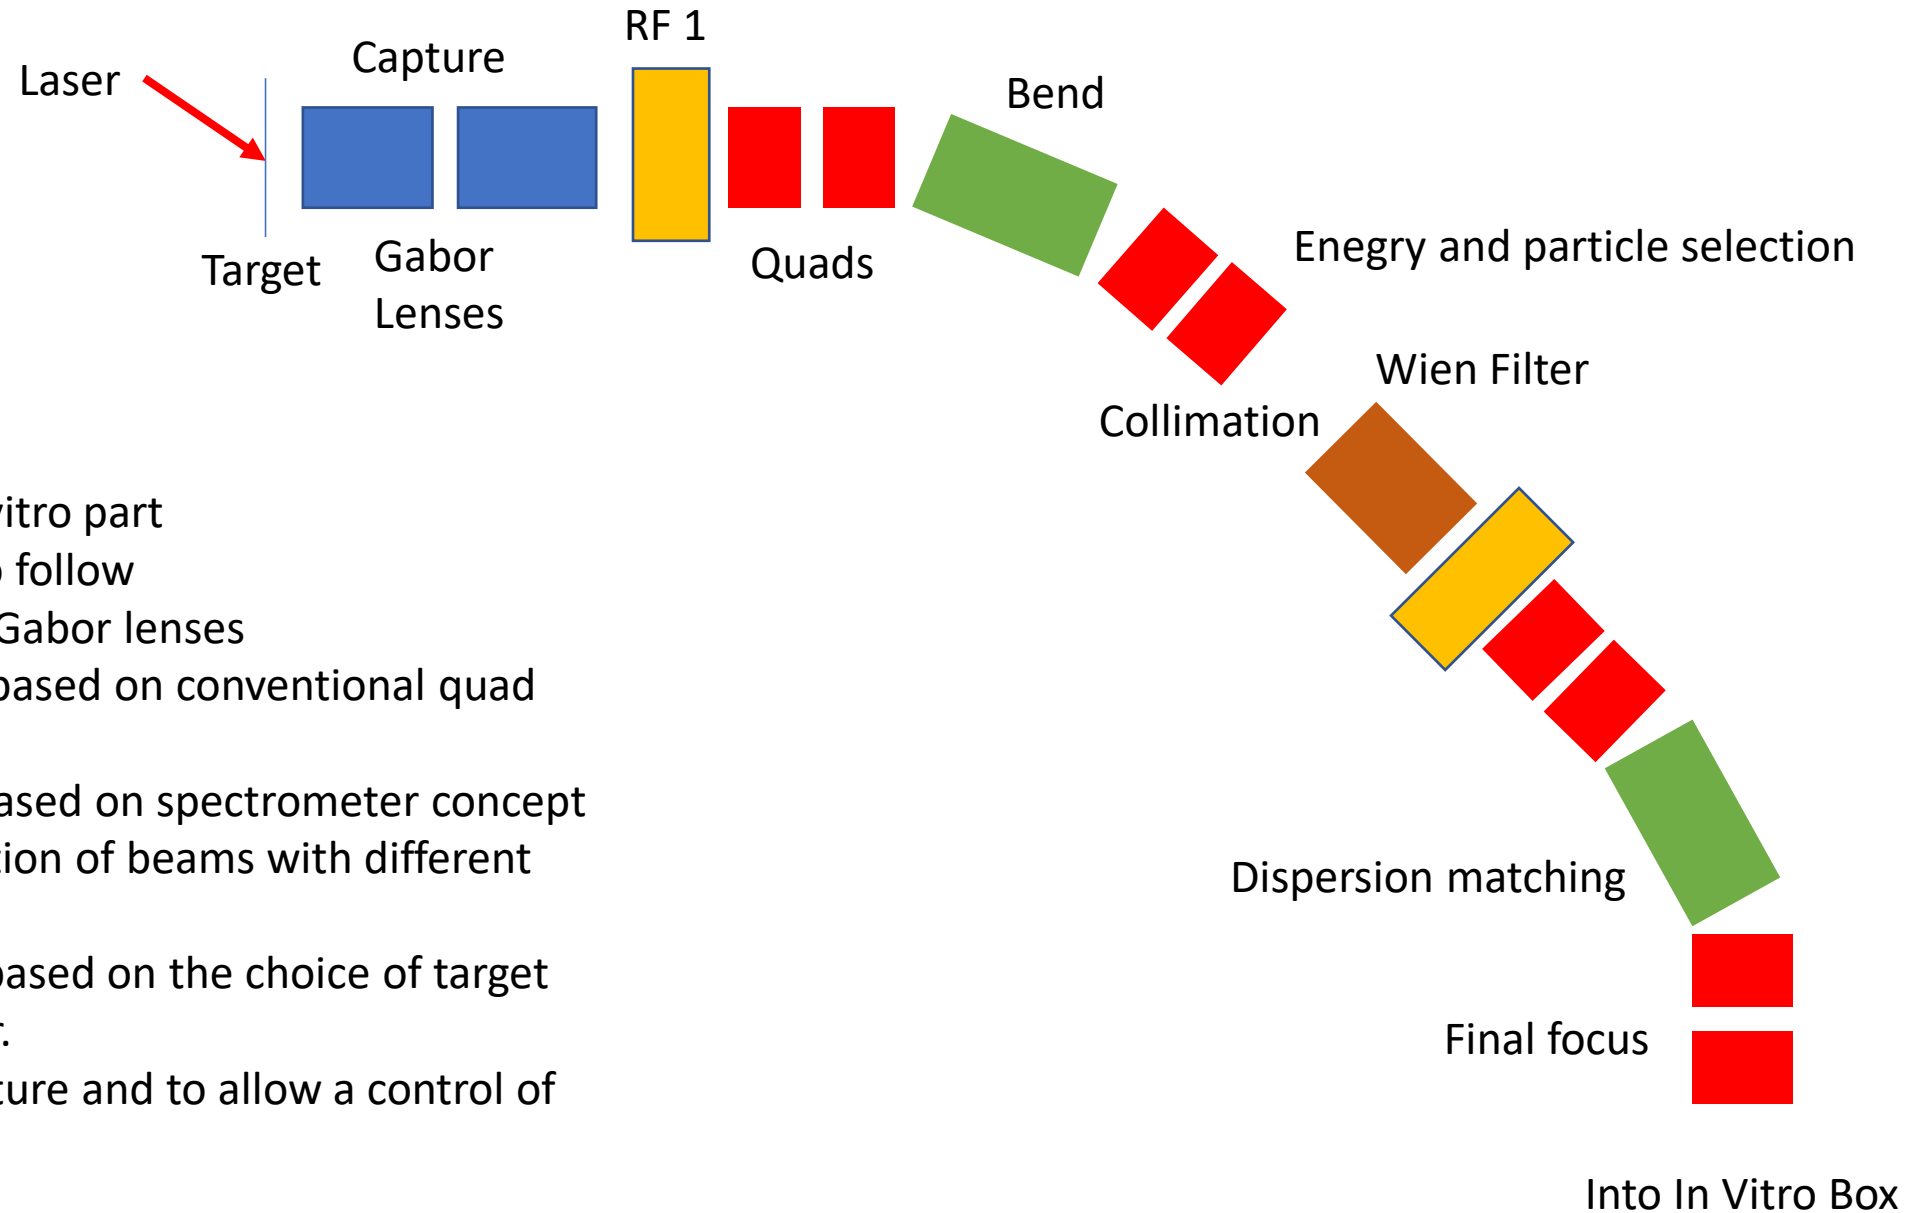 RF 1
Capture
Laser
Bend
Gabor
Lenses
Target
Quads
Enegry and particle selection
Wien Filter
Collimation
vitro part
follow
Gabor lenses
based on conventional quad
ased on spectrometer concept
tion of beams with different
based on the choice of target
ture and to allow a control of
Dispersion matching
Final focus
Into In Vitro Box